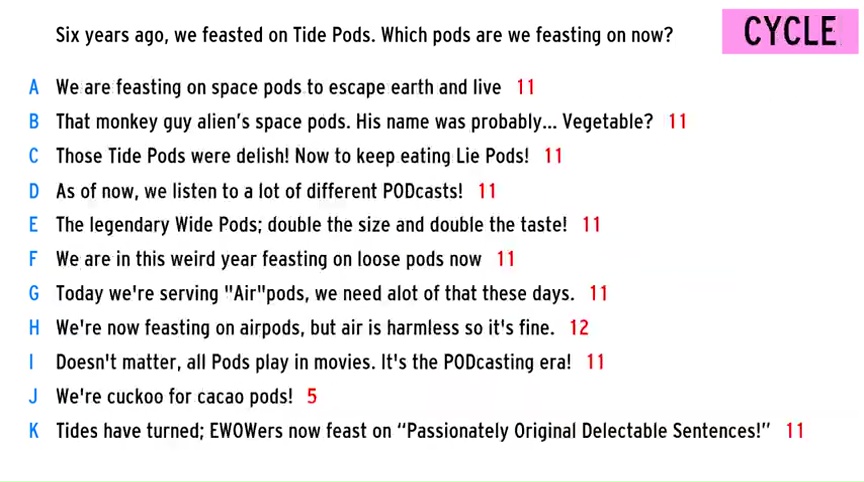 Six years ago, we feasted on Tide Pods. Which pods are we feasting on now?
CYCLE
A We are feasting on space pods to escape earth and live 11
B That monkey guy alien's space pods. His name was probably... Vegetable? 11
C Those Tide Pods were delish! Now to keep eating Lie Pods! 11
D As of now, we listen to a lot of different PODcasts! 11
E The legendary Wide Pods; double the size and double the taste! 11
F We are in this weird year feasting on loose pods now 11
G Today we're serving "Air"pods, we need alot of that these days. 11
H We're now feasting on airpods, but air is harmless so it's fine. 12
I Doesn't matter, all Pods play in movies. It's the PODcasting era! 11
J We're cuckoo for cacao pods! 5
K Tides have turned; EWOWers now feast on “Passionately Original Delectable Sentences!” 11